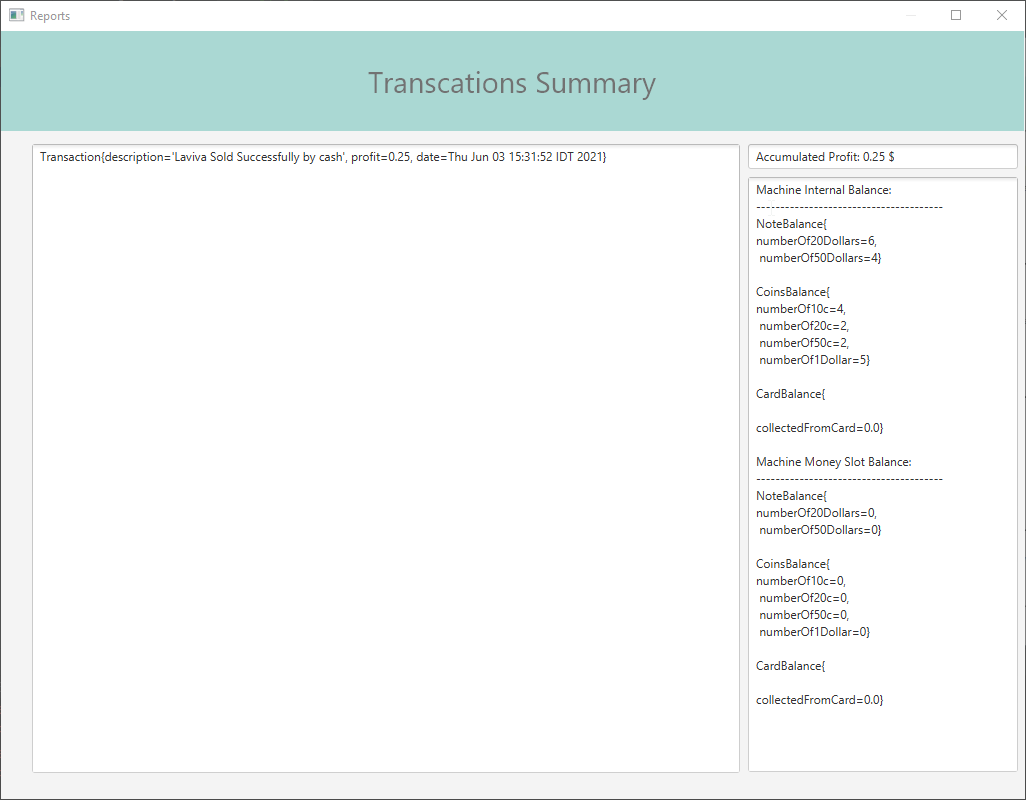 Reports
Transcations Summary
Transaction{description='Laviva Sold Successfully by cash', profit=0.25, date=Thu Jun 03 15:31:52 IDT 2021}
Accumulated Profit: 0.25 $
Machine Internal Balance:
---------------------------------------
NoteBalance{
numberOf20Dollars=6,
numberOf50Dollars=4}
CoinsBalance{
numberOf10c=4,
numberOf20c=2,
numberOf50c=2,
numberOf1Dollar=5}
CardBalance{
collectedFromCard=0.0}
Machine Money Slot Balance:
---------------------------------------
NoteBalance{
numberOf20Dollars=0,
numberOf50Dollars=0}
CoinsBalance{
numberOf10c=0,
numberOf20c=0,
numberOf50c=0,
numberOf1Dollar=0}
CardBalance{
collectedFromCard=0.0}